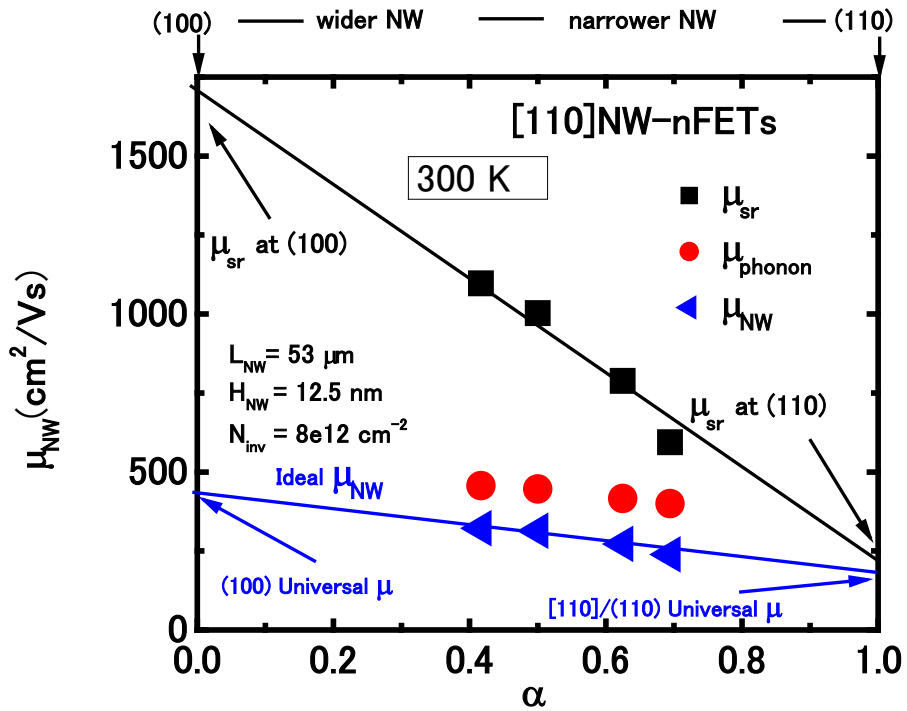 (100) wider NW narrower NW (110)
[110]NW-nFETs
300 K
1500
1000
500
0
μsr
μphonon
μNW
μsr at (100)
LNW= 53 μm
HNW = 12.5 nm
Ninv = 8e12 cm-2
μsr at (110)
Ideal μNW
(100) Universal μ
[110]/(110) Universal μ
μNW(cm2/Vs)
0.0 0.2 0.4 0.6 0.8 1.0
α